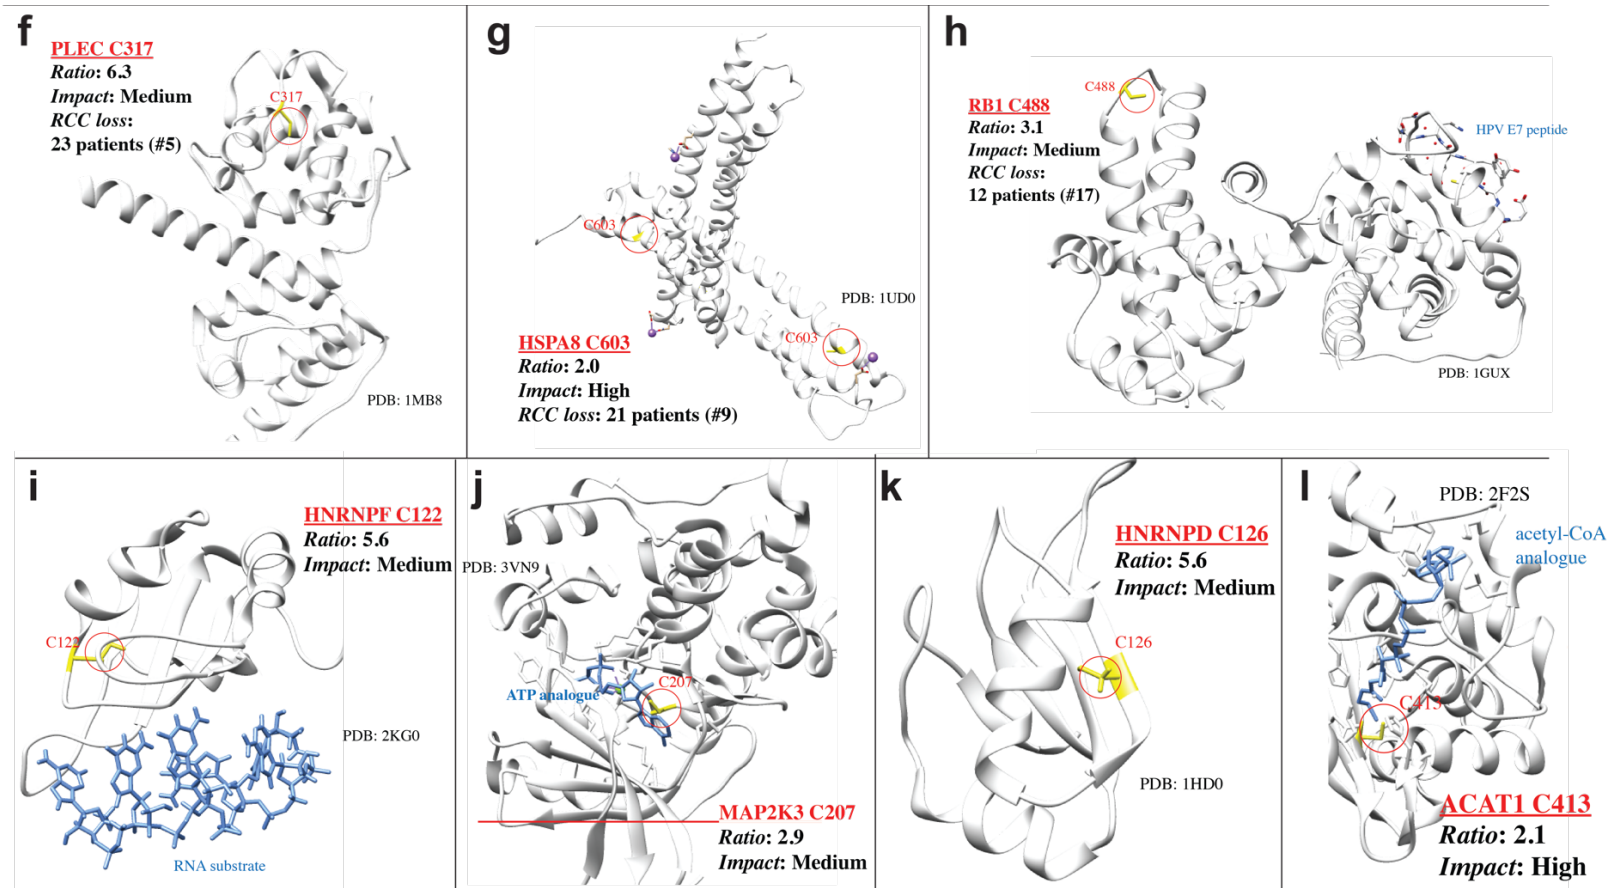 f
PLEC C317
Ratio: 6.3
Impact: Medium
RCC loss:
23 patients (#5)
C317
PDB: 1MB8
g
C603
PDB: 1UD0
C603
HSPA8 C603
Ratio: 2.0
Impact: High
RCC loss: 21 patients (#9)
h
C488
RB1 C488
Ratio: 3.1
Impact: Medium
RCC loss:
12 patients (#17)
HPV E7 peptide
PDB: 1GUX
i
HNRNPF C122
Ratio: 5.6
Impact: Medium
C122
PDB: 2KG0
RNA substrate
j
PDB: 3VN9
C207
ATP analogue
MAP2K3 C207
Ratio: 2.9
Impact: Medium
k
HNRNPD C126
Ratio: 5.6
Impact: Medium
C126
PDB: 1HD0
l
PDB: 2F2S
acetyl-CoA
analogue
C413
ACAT1 C413
Ratio: 2.1
Impact: High